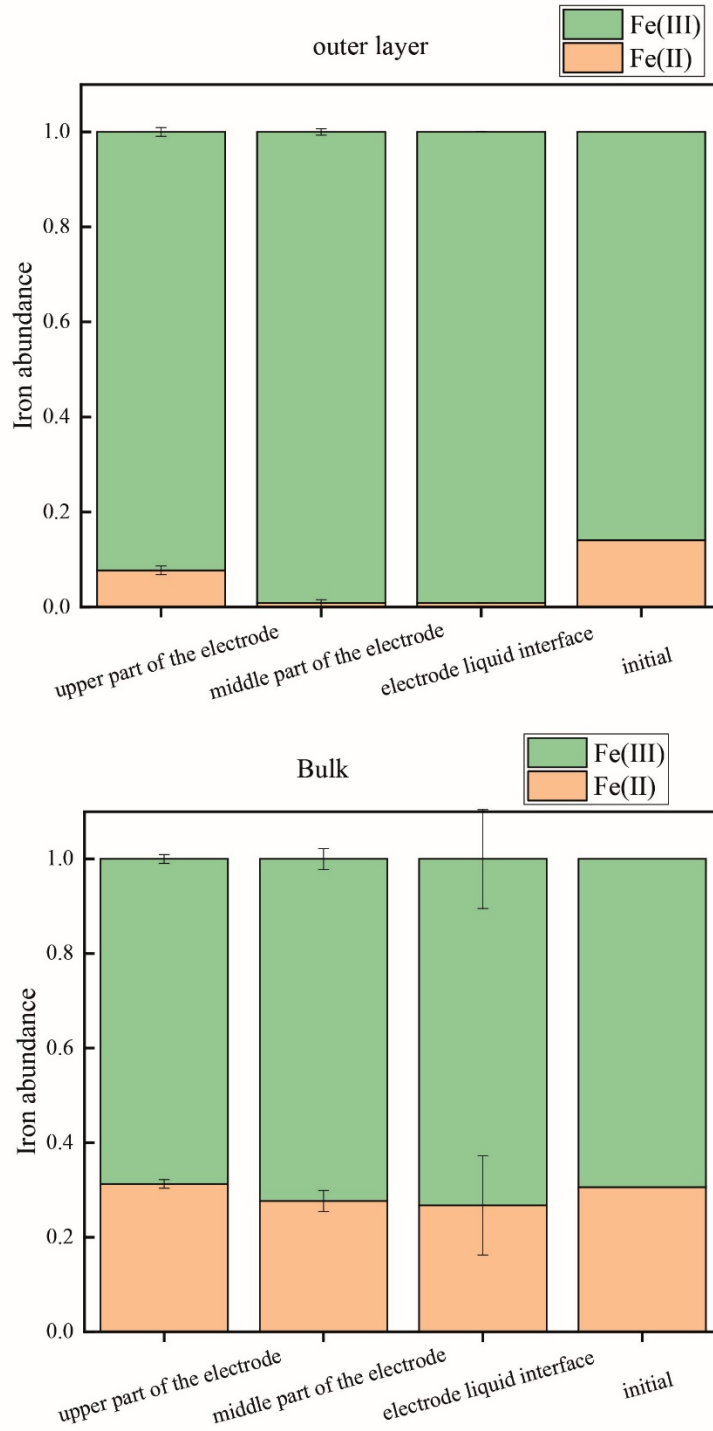 outer layer
Fe(III)
Fe(II)
Iron abundance
1.0
0.8
0.6
0.4
0.2
0.0
upper part of the electrode
middle part of the electrode
electrode liquid interface
initial
Bulk
Fe(III)
Fe(II)
Iron abundance
1.0
0.8
0.6
0.4
0.2
0.0
upper part of the electrode
middle part of the electrode
electrode liquid interface
initial